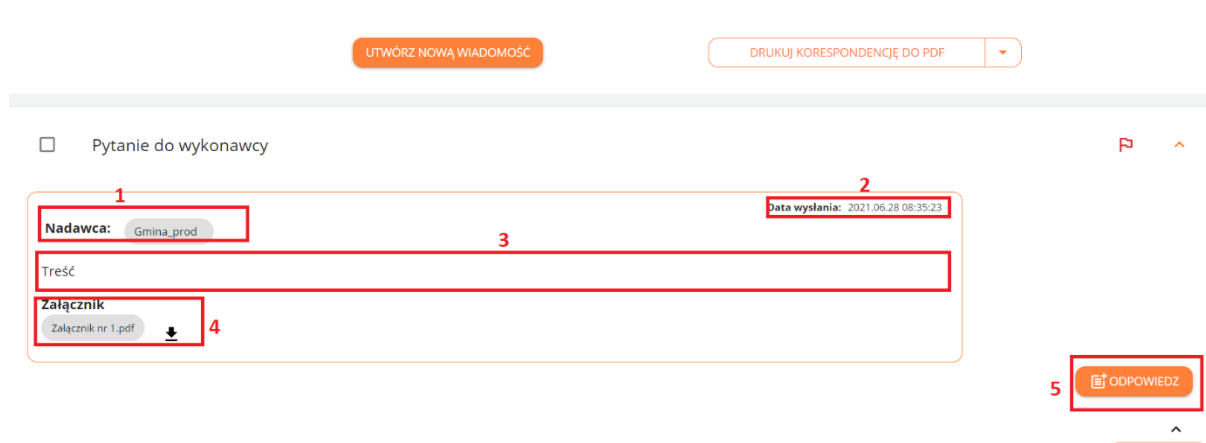 UTWÓRZ NOWĄ WIADOMOŚĆ
DRUKUJ KORESPONDENCJĘ DO PDF
Pytanie do wykonawcy
1
2
Data wysłania: 2021.06.28 08:35:23
Nadawca: Gmina_prod
3
Treść
Załącznik
Załącznik nr 1.pdf
4
5
ODPOWIEDZ